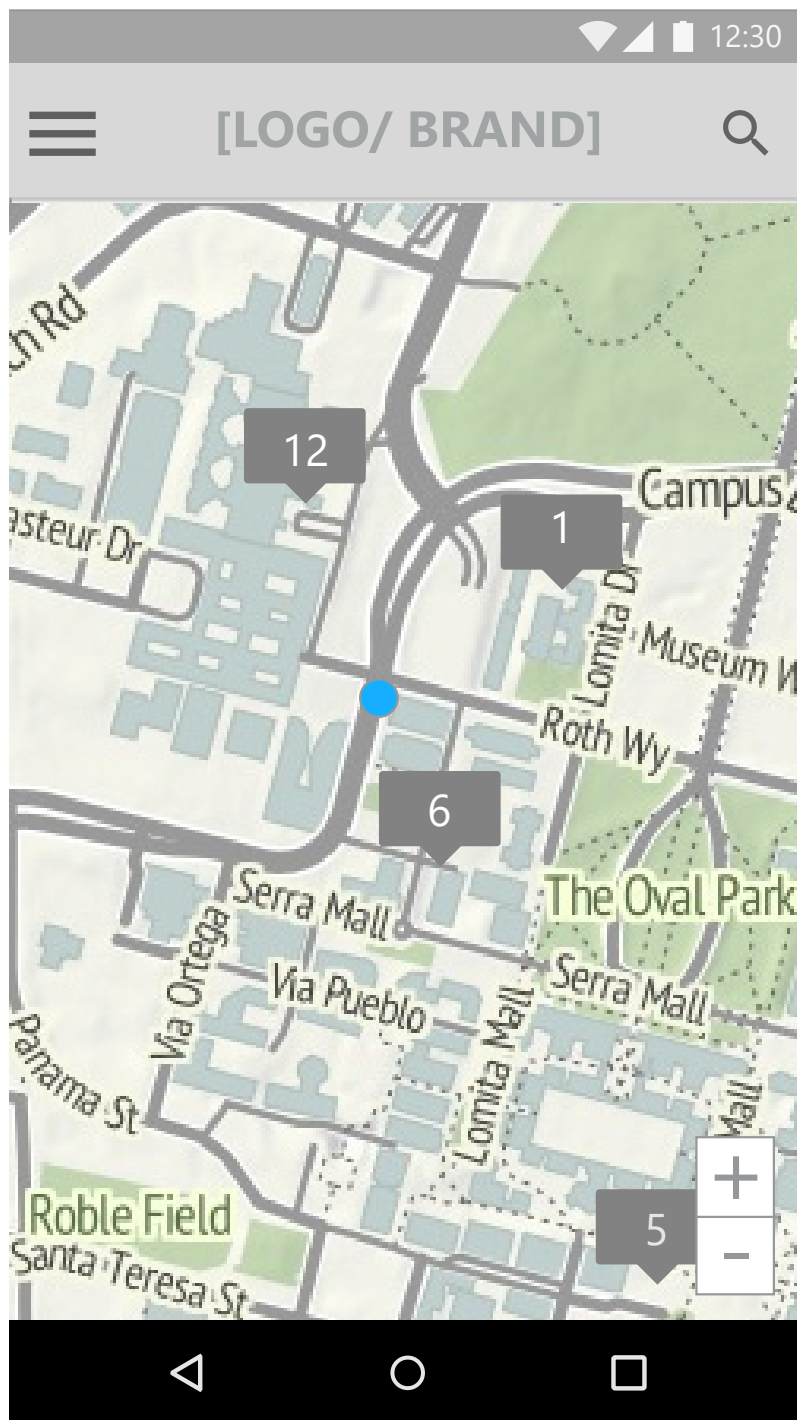 12:30
[LOGO/ BRAND]
ch Rd
12
Campus
1
asteur Dr
Lomita Dr
Museum W
Roth Wy
6
Serra Mall
The Oval Park
Via Ortega
Via Pueblo
Serra Mall
Lomita Mall
Panama St
Mall
+
Roble Field
5
-
Santa Teresa St